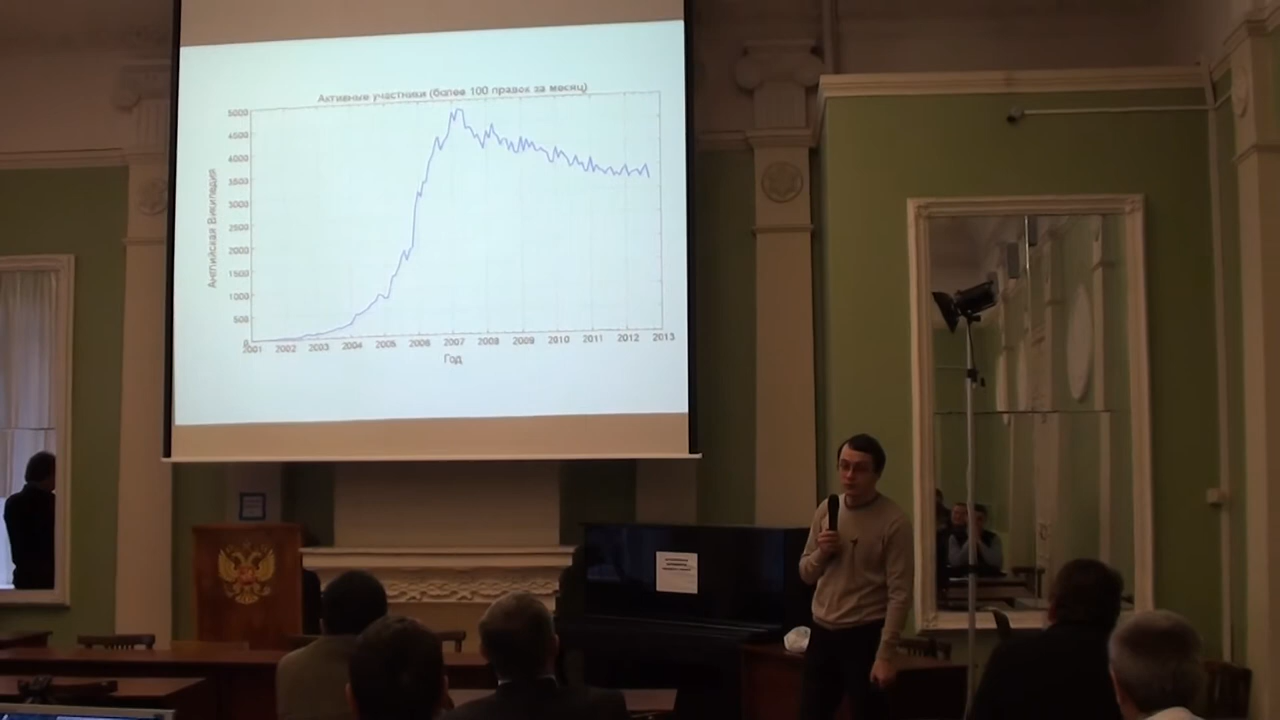 Активные участники (более 100 правок за месяц)
5000
4500
4000
3500
3000
2500
2000
1500
1000
500
0
Английская Википедия
2001 2002 2003 2004 2005 2006 2007 2008 2009 2010 2011 2012 2013
Год